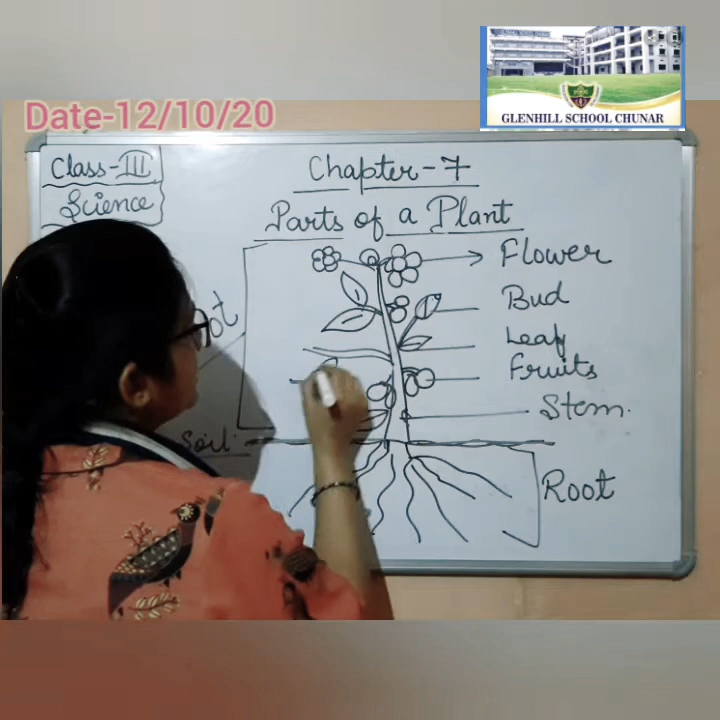 GLENHILL SCHOOL CHUNAR
Date-12/10/20
Class-III
Science
Chapter-7
Parts of a Plant
Flower
Bud
Leaf
Fruits
Stem.
Soil
Root